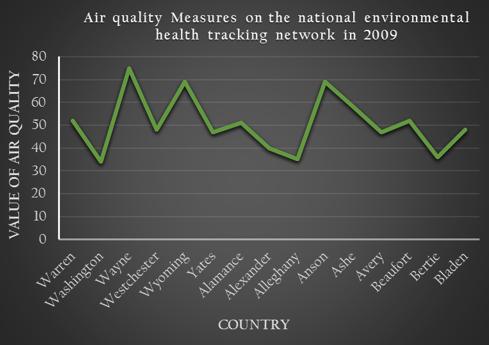 Air quality Measures on the national environmental
health tracking network in 2009
VALUE OF AIR QUALITY
80
70
60
50
40
30
20
10
0
Warren
Washington
Wayne
Westchester
Wyoming
Yates
Alamance
Alexander
Alleghany
Anson
Ashe
Avery
Beaufort
Bertie
Bladen
COUNTRY